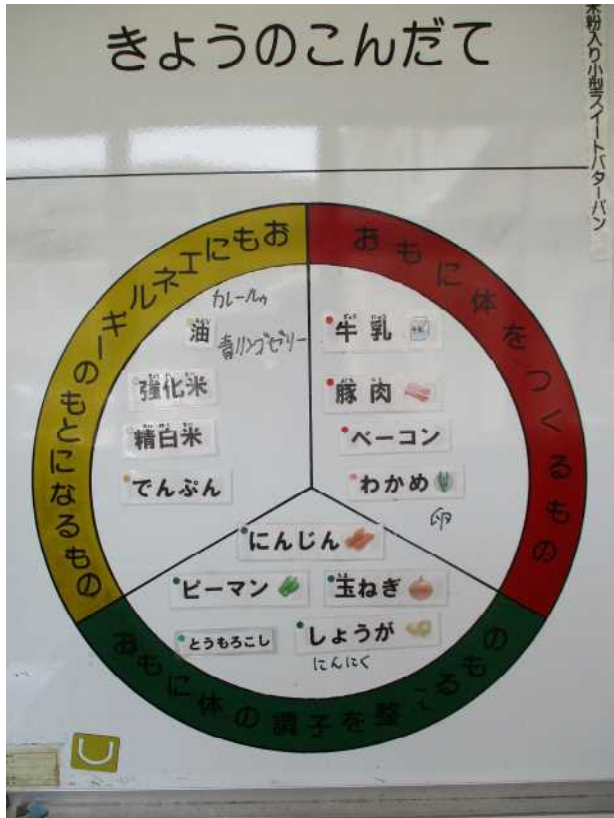 きょうのこんだて
米粉入り小型スイートバターパン
おもにエネルギーのもとになるもの
カレールゥ
油
青リンゴゼリー
強化米
精白米
でんぷん
おもに体をつくるもの
牛乳
豚肉
ベーコン
わかめ
卵
にんじん
ピーマン
玉ねぎ
とうもろこし
しょうが
にんにく
おもに体の調子を整えるもの